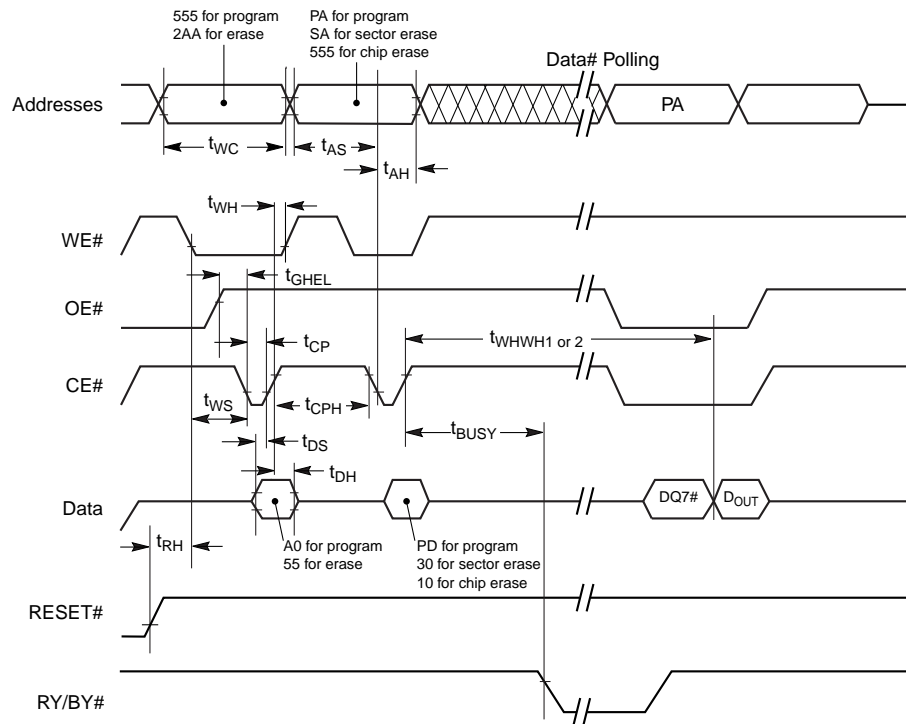 555 for program
2AA for erase
PA for program
SA for sector erase
555 for chip erase
Data# Polling
Addresses
PA
tWC
tAS
tAH
tWH
WE#
tGHEL
OE#
tCP
tWHWH1 or 2
CE#
tWS
tCPH
tBUSY
tDS
tDH
Data
DQ7#
DOUT
tRH
A0 for program
55 for erase
PD for program
30 for sector erase
10 for chip erase
RESET#
RY/BY#